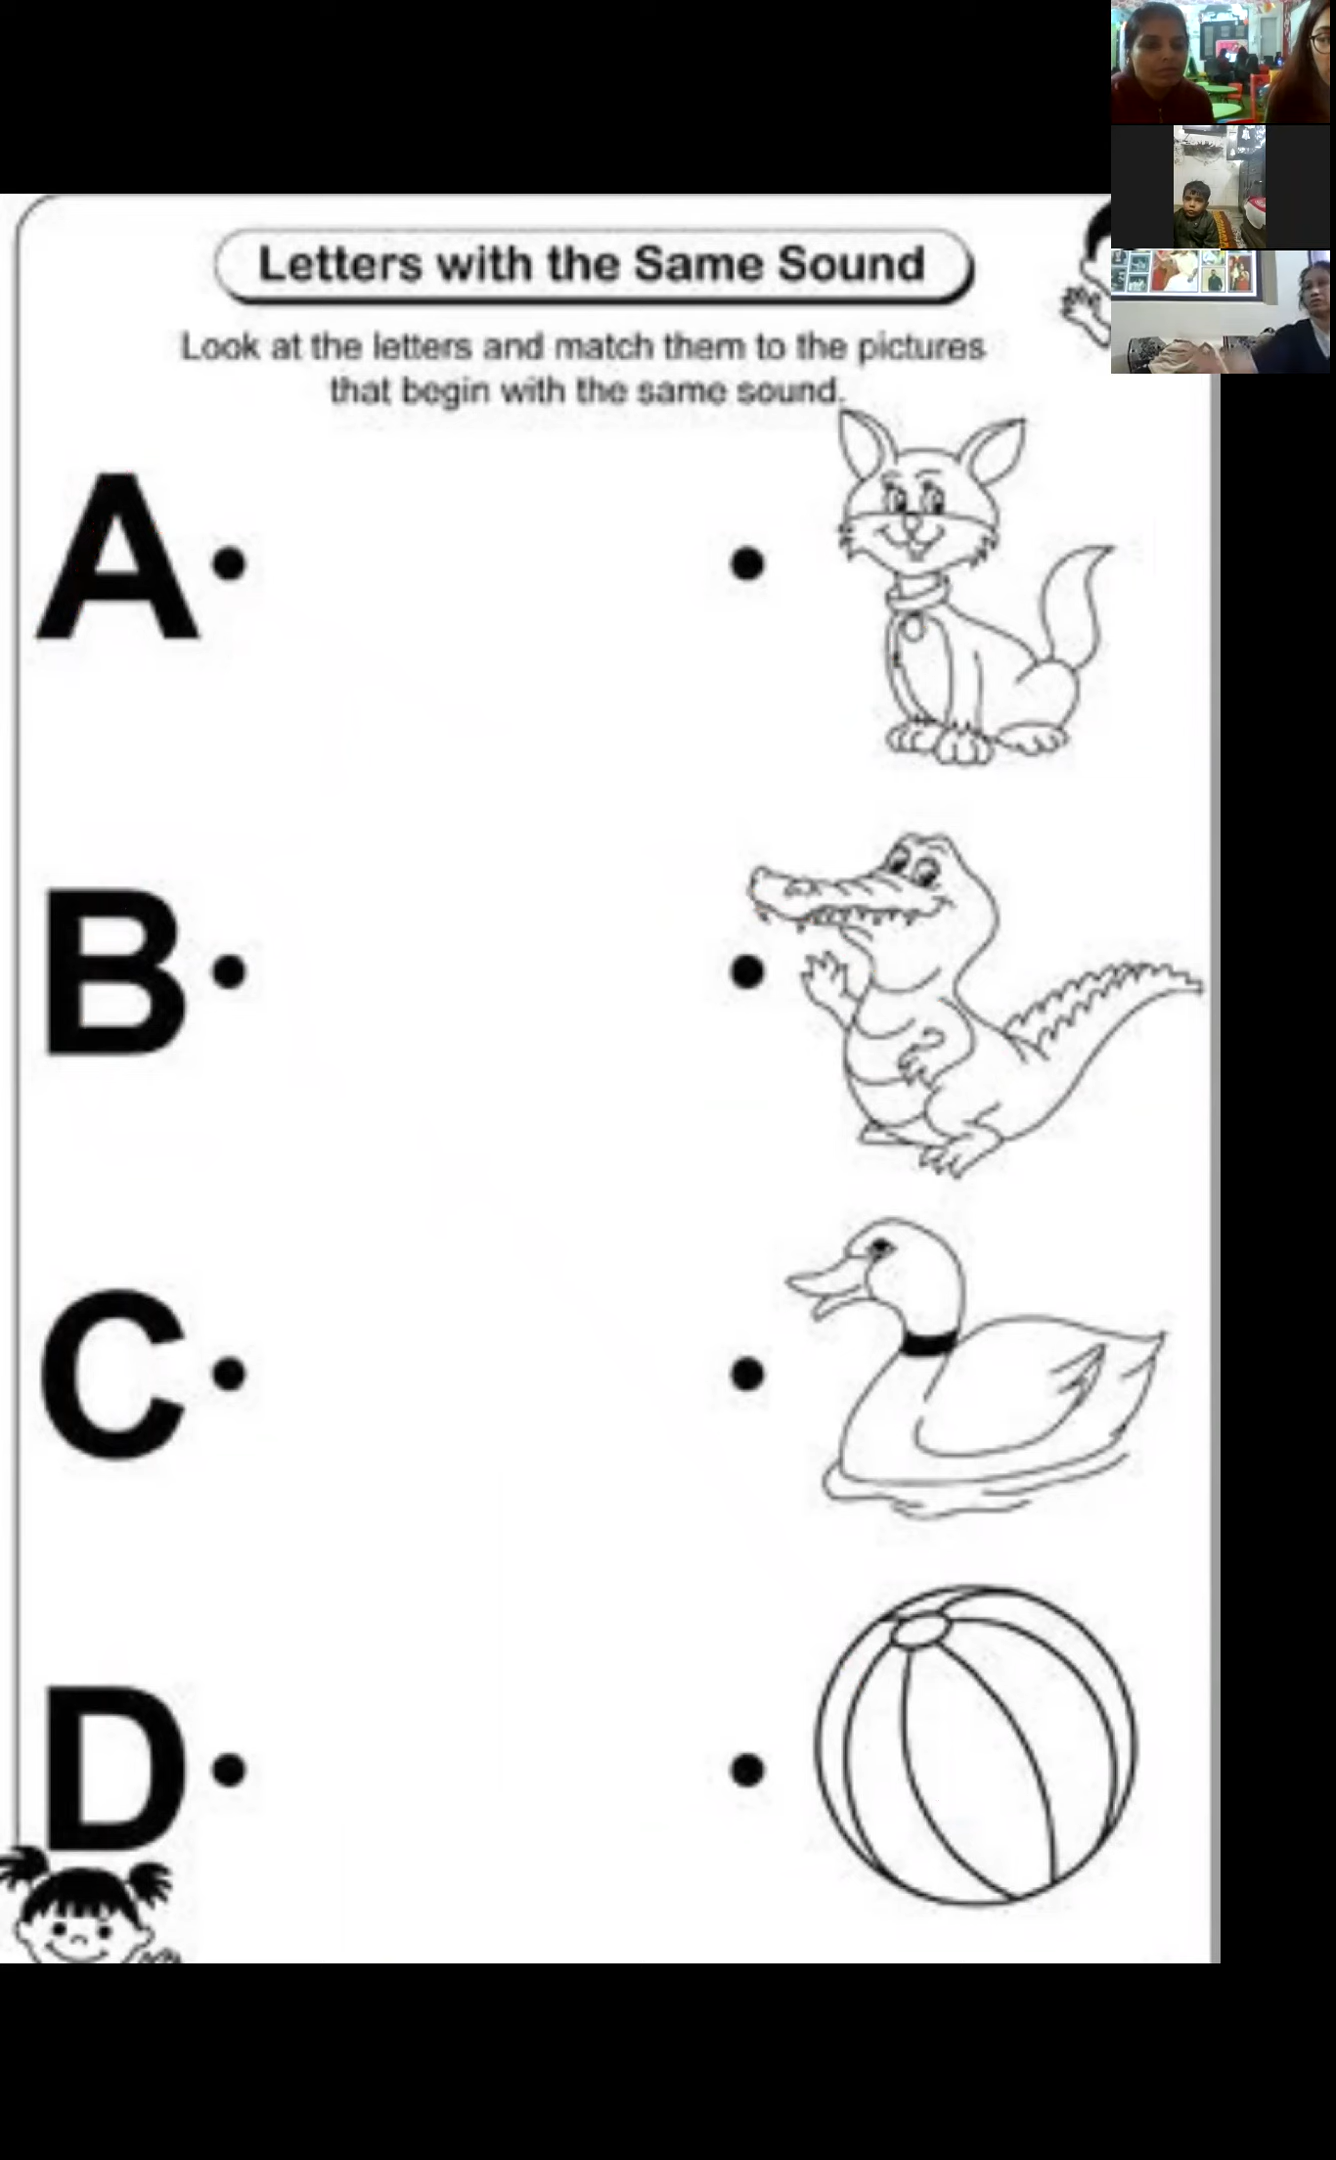 Letters with the Same Sound
Look at the letters and match them to the pictures
that begin with the same sound.
A
B
C
D